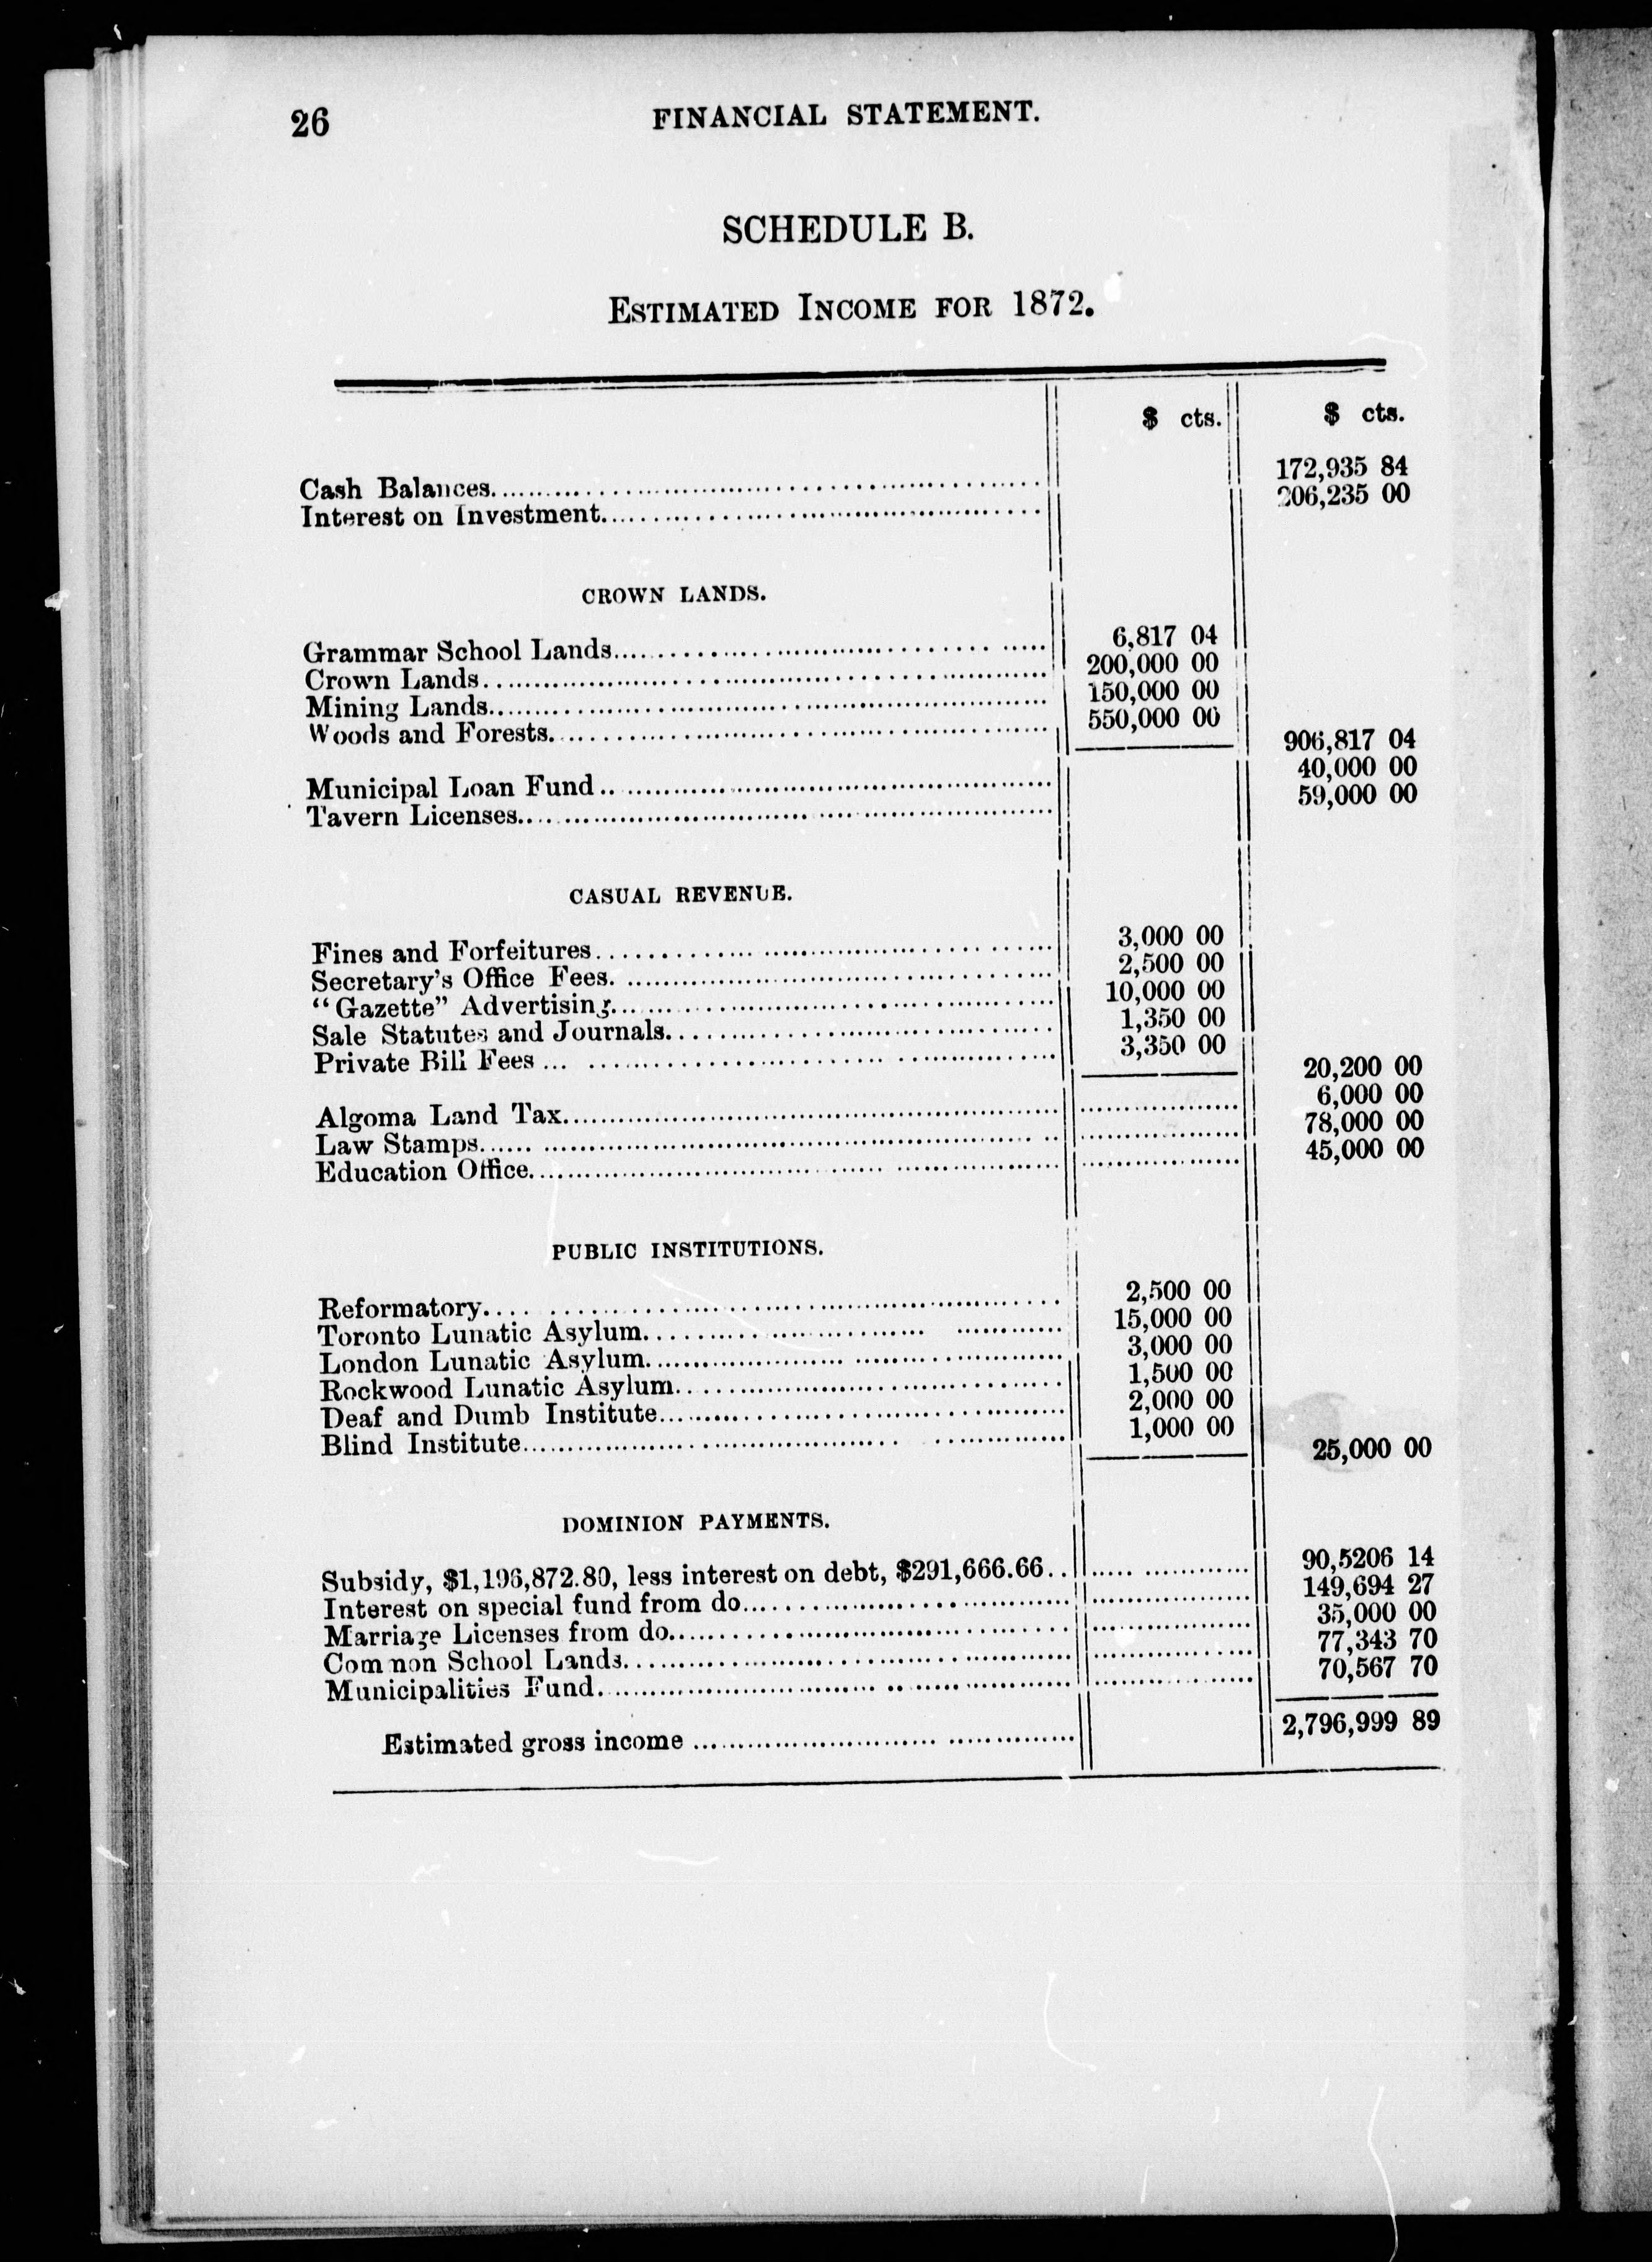 26
FINANCIAL STATEMENT.
SCHEDULE B.
ESTIMATED INCOME FOR 1872.
$ cts. $ cts.
Cash Balances 172,935 84
Interest on Investment 206,235 00
CROWN LANDS.
Grammar School Lands 6,817 04
Crown Lands 200,000 00
Mining Lands 150,000 00
Woods and Forests 550,000 00
906,817 04
Municipal Loan Fund 40,000 00
Tavern Licenses 59,000 00
CASUAL REVENUE.
Fines and Forfeitures 3,000 00
Secretary's Office Fees. 2,500 00
"Gazette" Advertising 10,000 00
Sale Statutes and Journals 1,350 00
Private Bill Fees 3,350 00
20,200 00
Algoma Land Tax 6,000 00
Law Stamps 78,000 00
Education Office 45,000 00
PUBLIC INSTITUTIONS.
Reformatory 2,500 00
Toronto Lunatic Asylum 15,000 00
London Lunatic Asylum 3,000 00
Rockwood Lunatic Asylum 1,500 00
Deaf and Dumb Institute 2,000 00
Blind Institute 1,000 00
25,000 00
DOMINION PAYMENTS.
Subsidy, $1,196,872.80, less interest on debt, $291,666.66 90,5206 14
Interest on special fund from do 149,694 27
Marriage Licenses from do 35,000 00
Common School Lands 77,343 70
Municipalities Fund 70,567 70
Estimated gross income 2,796,999 89